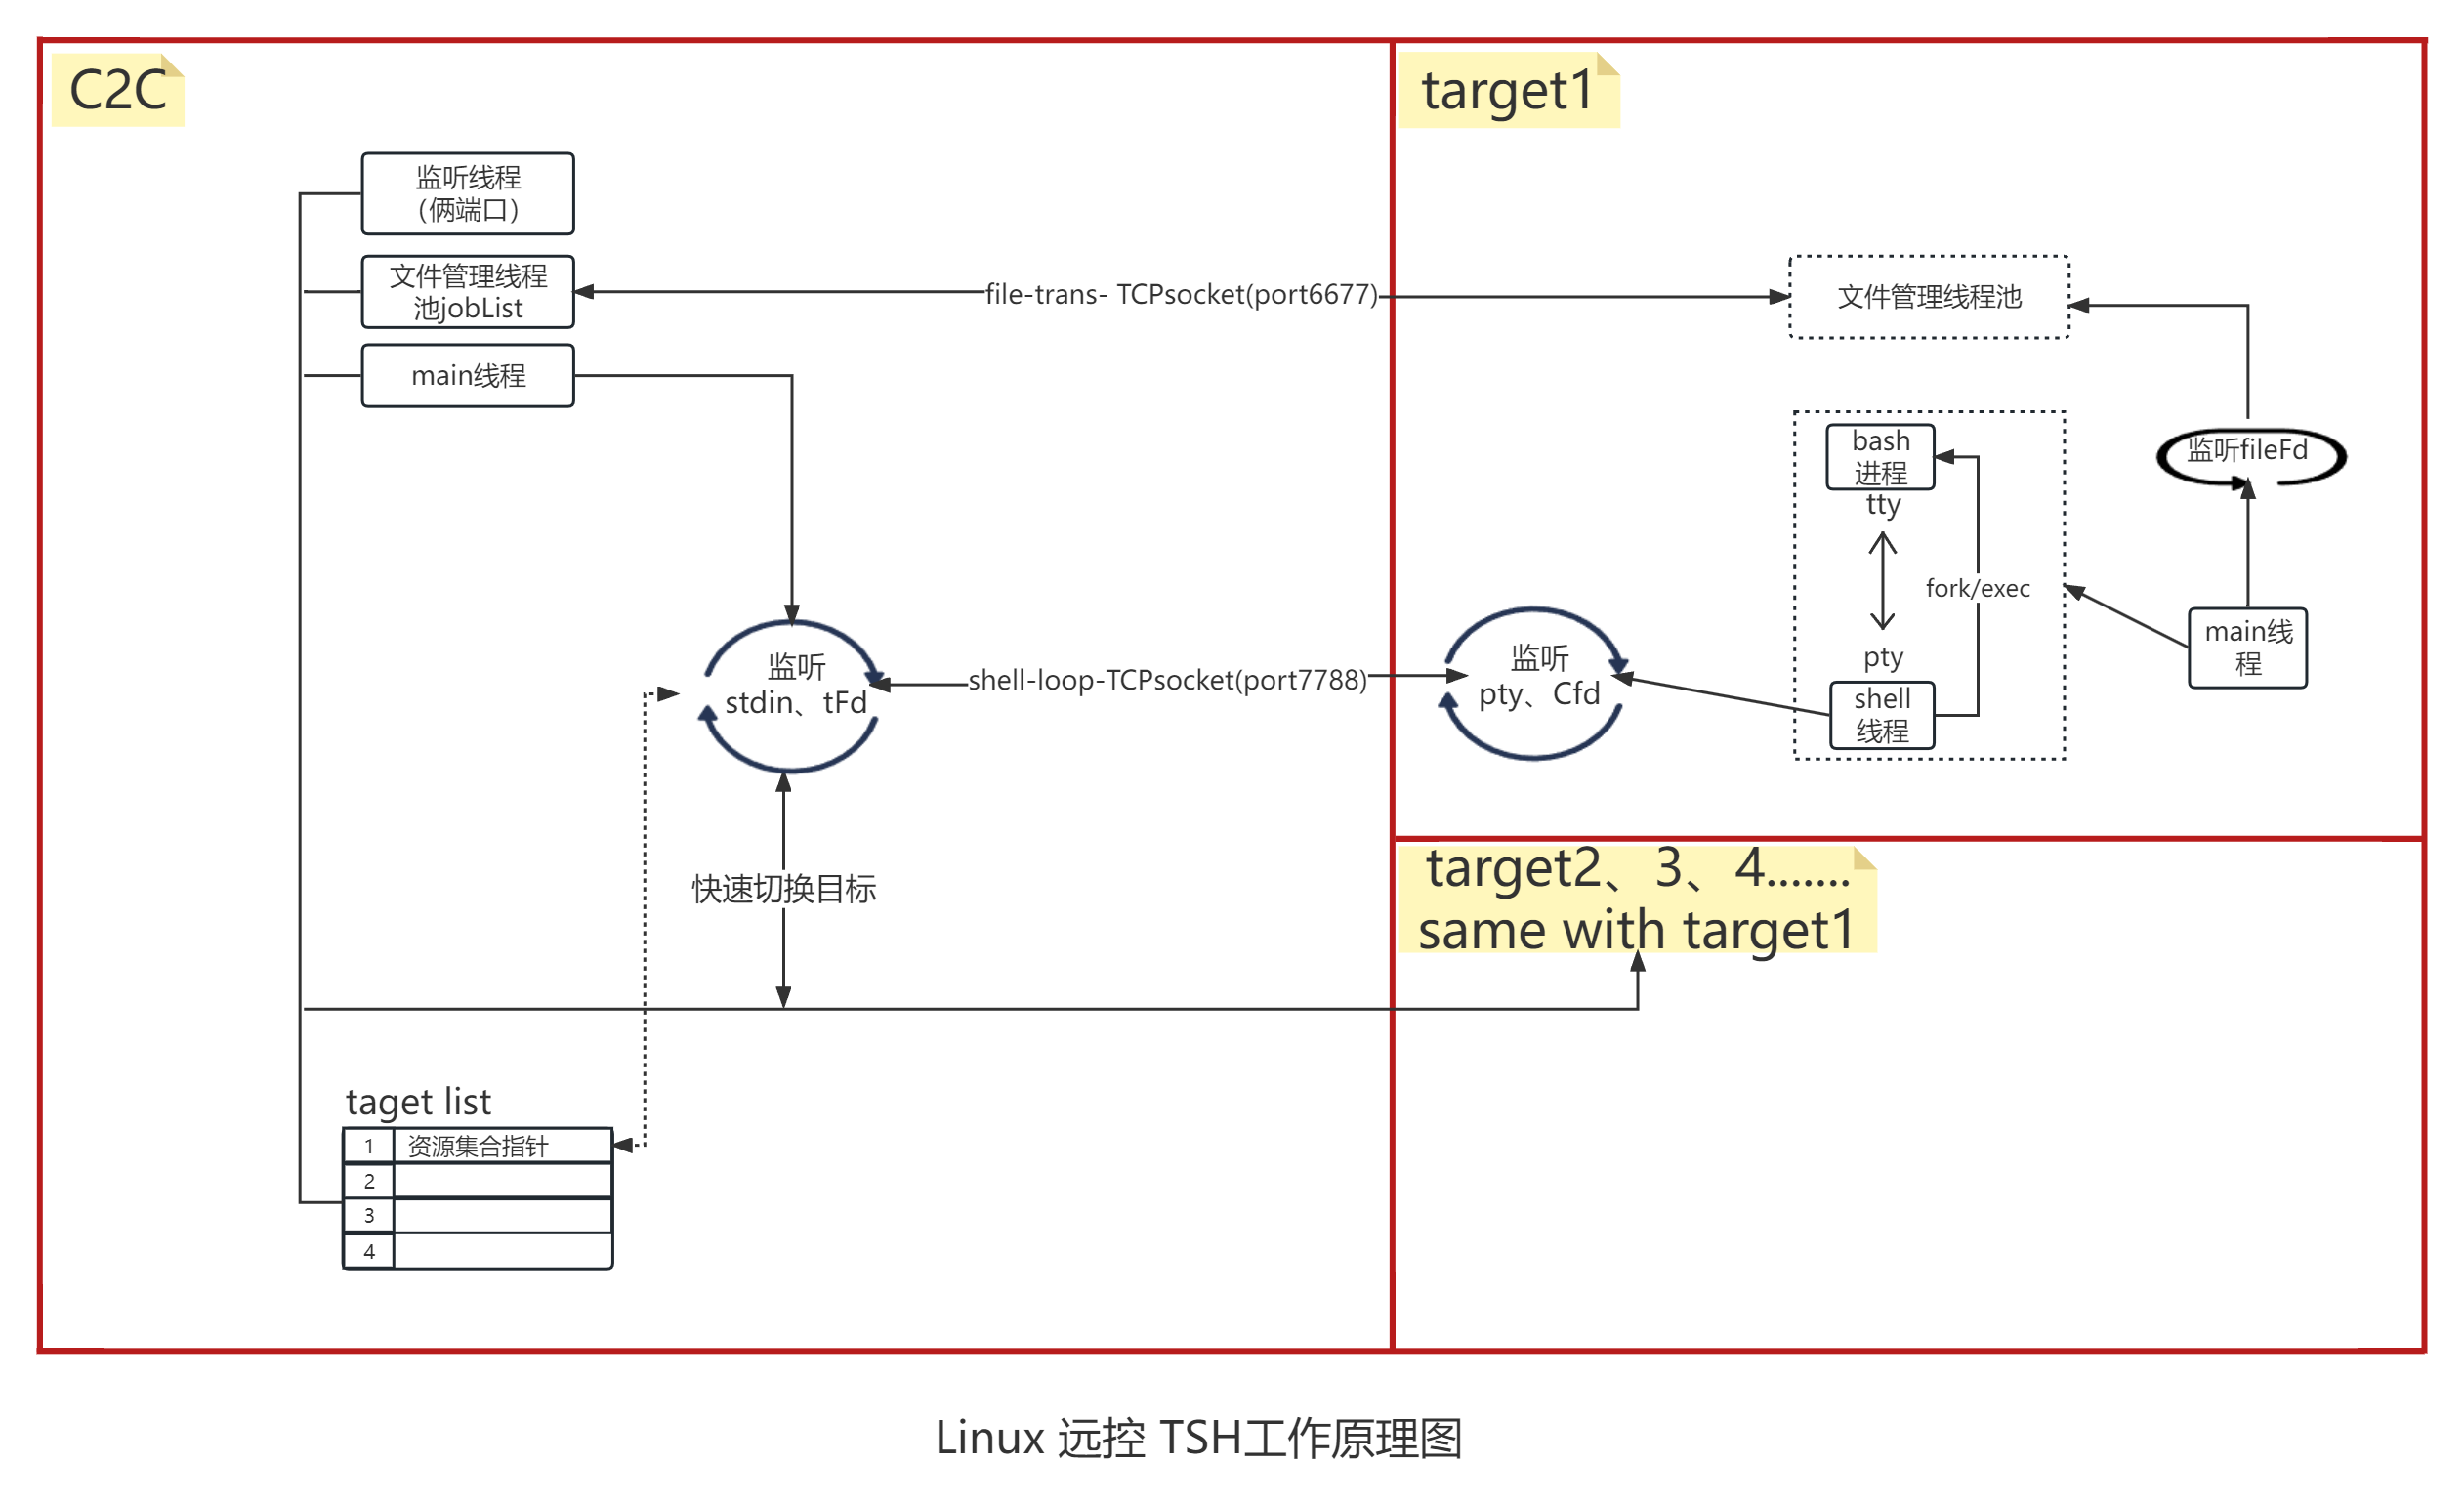 C2C
target1
监听线程
（俩端口）
文件管理线程
池jobList
main线程
file-trans- TCPsocket(port6677)
文件管理线程池
bash
进程
tty
fork/exec
pty
shell
线程
监听fileFd
main线
程
监听
stdin、tFd
shell-loop-TCPsocket(port7788)
监听
pty、Cfd
快速切换目标
target2、3、4.......
same with target1
taget list
1 资源集合指针
2
3
4
Linux 远控 TSH工作原理图